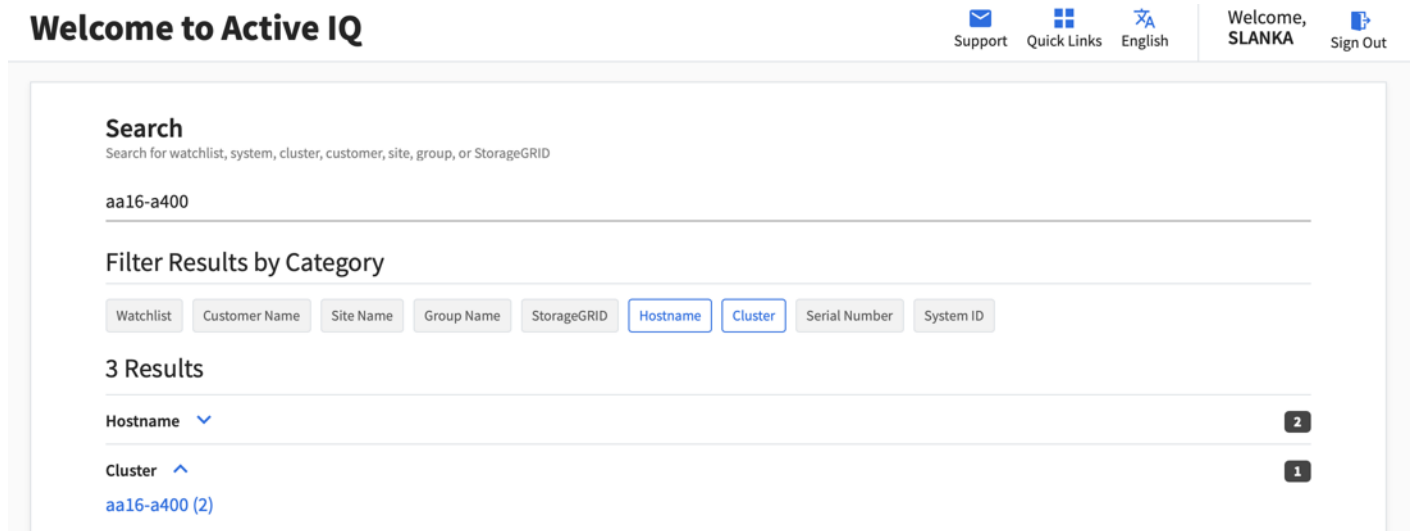 Welcome to Active IQ
Support
Quick Links
English
Welcome,
SLANKA
Sign Out
Search
Search for watchlist, system, cluster, customer, site, group, or StorageGRID
aa16-a400
Filter Results by Category
Watchlist
Customer Name
Site Name
Group Name
StorageGRID
Hostname
Cluster
Serial Number
System ID
3 Results
Hostname
2
Cluster
1
aa16-a400 (2)